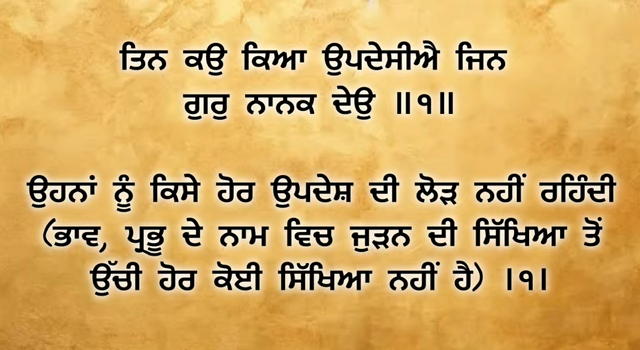 ਤਿਨ ਕਉ ਕਿਆ ਉਪਦੇਸੀਐ ਜਿਨ
ਗੁਰੁ ਨਾਨਕ ਦੇਉ ॥੧॥
ਉਹਨਾਂ ਨੂੰ ਕਿਸੇ ਹੋਰ ਉਪਦੇਸ਼ ਦੀ ਲੋੜ ਨਹੀਂ ਰਹਿੰਦੀ
(ਭਾਵ, ਪ੍ਰਭੂ ਦੇ ਨਾਮ ਵਿਚ ਜੁੜਨ ਦੀ ਸਿੱਖਿਆ ਤੋਂ
ਉੱਚੀ ਹੋਰ ਕੋਈ ਸਿੱਖਿਆ ਨਹੀਂ ਹੈ) ।੧।